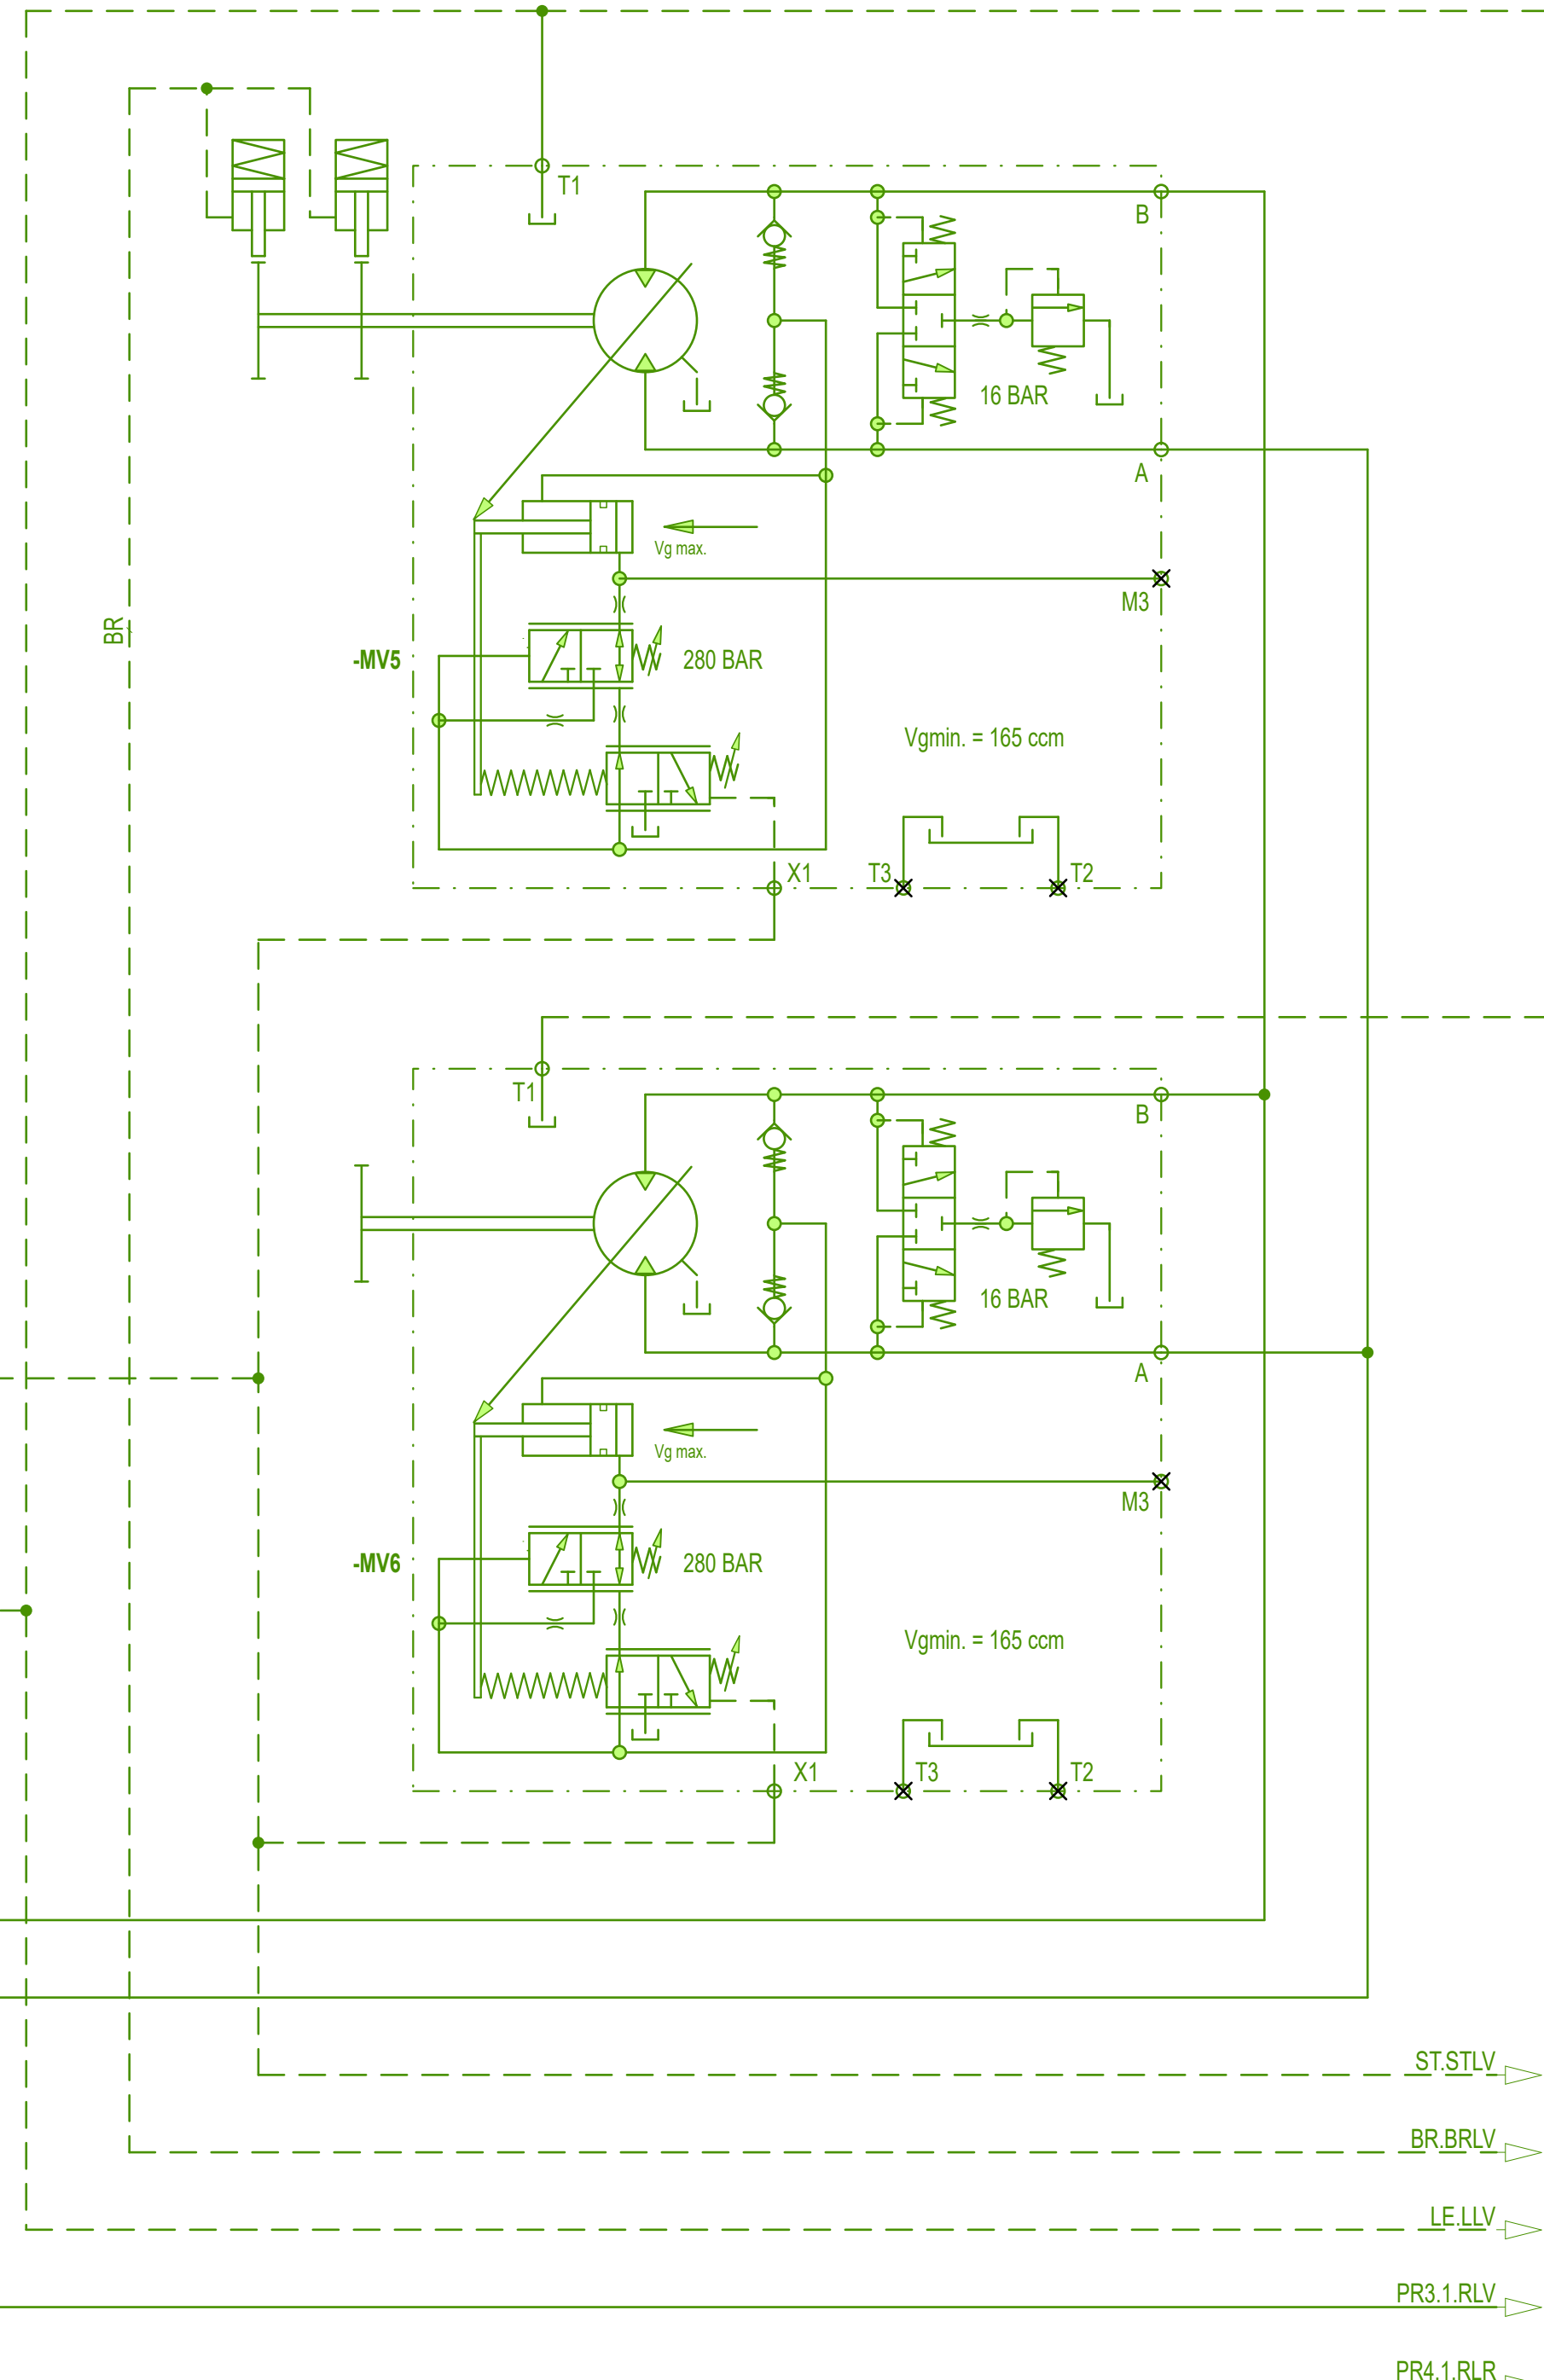 T1
B
16 BAR
A
Vg max.
M3
BR
-MV5
280 BAR
Vgmin. = 165 ccm
X1
T3
T2
T1
B
16 BAR
A
Vg max.
M3
-MV6
280 BAR
Vgmin. = 165 ccm
X1
T3
T2
ST.STLV
BR.BRLV
LE.LLV
PR3.1.RLV
PR4.1.RLR